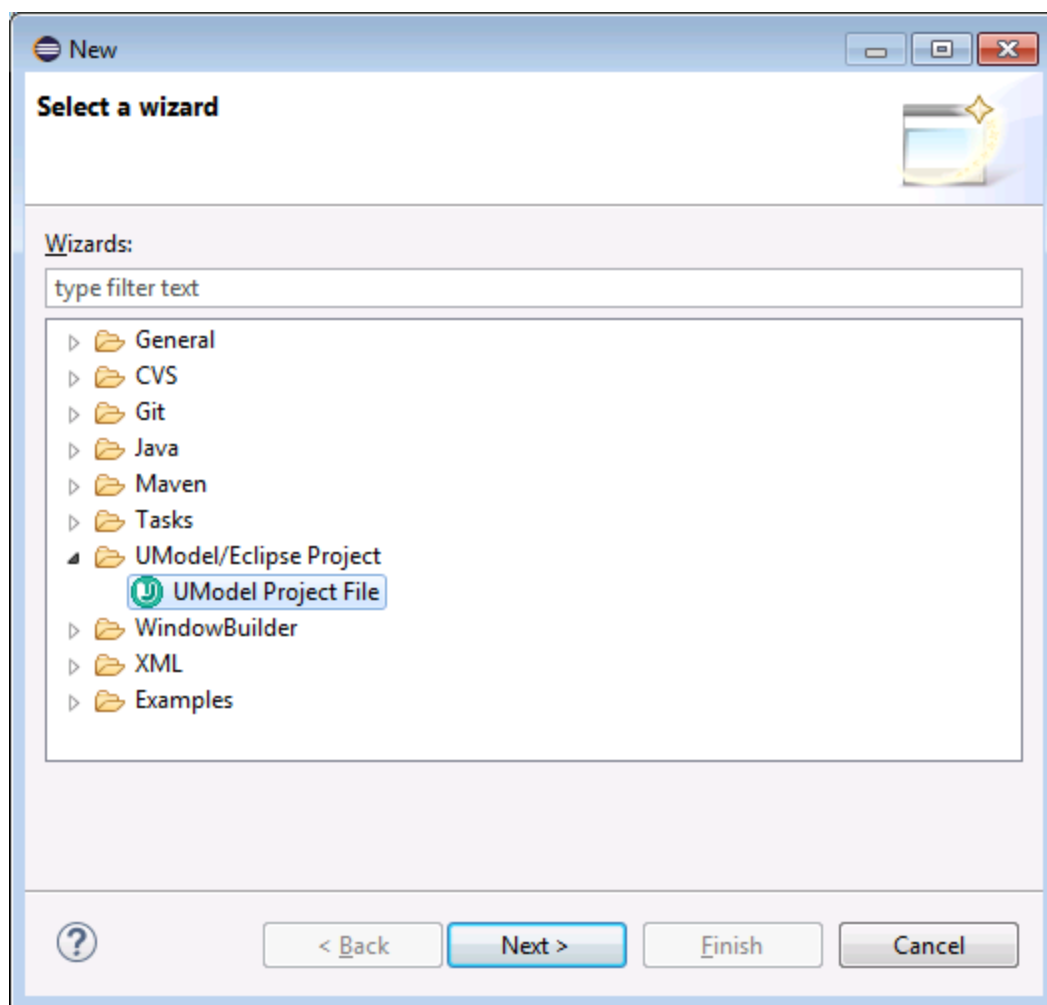 New
Select a wizard
Wizards:
type filter text
General
CVS
Git
Java
Maven
Tasks
UModel/Eclipse Project
UModel Project File
WindowBuilder
XML
Examples
? < Back Next > Finish Cancel